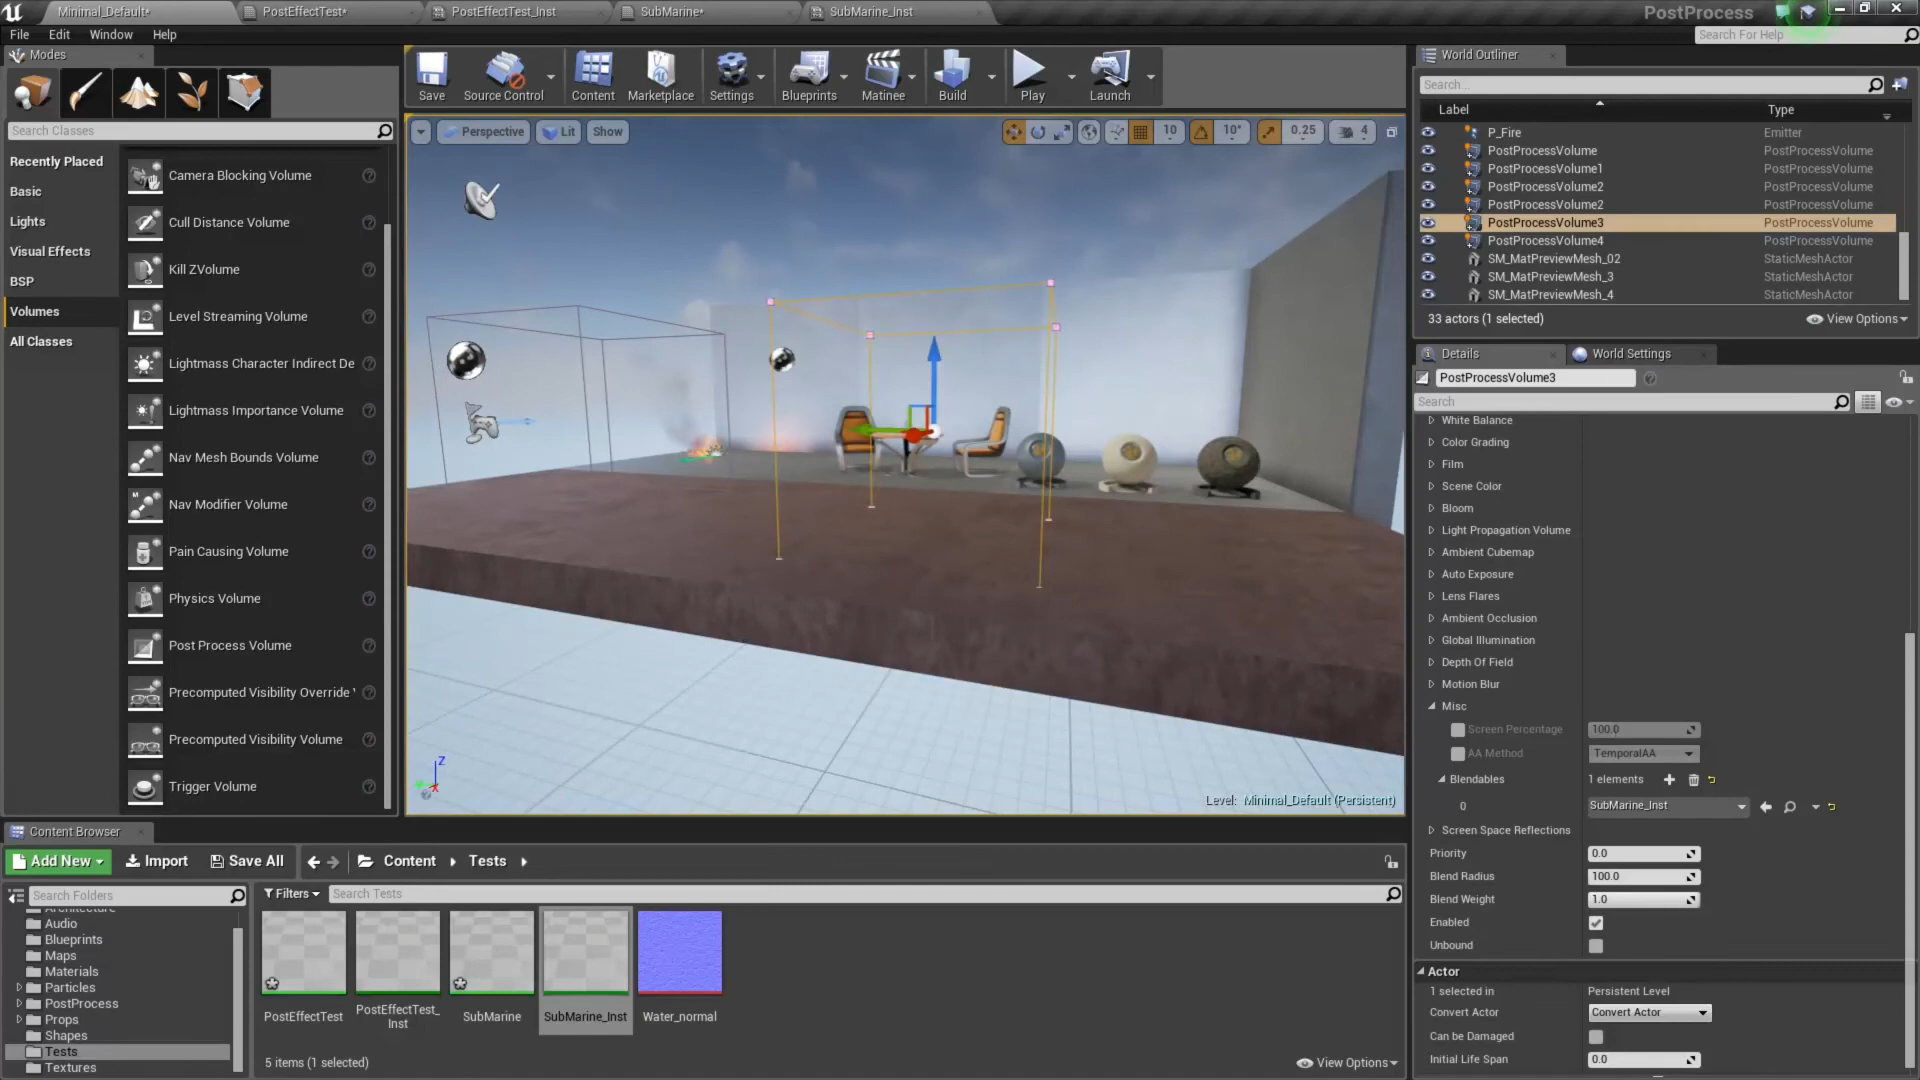 Minimal_Default*
PostEffectTest*
PostEffectTest_Inst
SubMarine*
SubMarine_Inst
PostProcess
File
Edit
Window
Help
Search For Help
Modes
Search Classes
Recently Placed
Basic
Lights
Visual Effects
BSP
Volumes
All Classes
Camera Blocking Volume
Cull Distance Volume
Kill ZVolume
Level Streaming Volume
Lightmass Character Indirect De
Lightmass Importance Volume
Nav Mesh Bounds Volume
Nav Modifier Volume
Pain Causing Volume
Physics Volume
Post Process Volume
Precomputed Visibility Override
Precomputed Visibility Volume
Trigger Volume
Save
Source Control
Content
Marketplace
Settings
Blueprints
Matinee
Build
Play
Launch
Perspective
Lit
Show
10
10°
0.25
4
Z
X
Level: Minimal_Default (Persistent)
World Outliner
Search...
Label
Type
P_Fire
Emitter
PostProcessVolume
PostProcessVolume
PostProcessVolume1
PostProcessVolume
PostProcessVolume2
PostProcessVolume
PostProcessVolume2
PostProcessVolume
PostProcessVolume3
PostProcessVolume
PostProcessVolume4
PostProcessVolume
SM_MatPreviewMesh_02
StaticMeshActor
SM_MatPreviewMesh_3
StaticMeshActor
SM_MatPreviewMesh_4
StaticMeshActor
33 actors (1 selected)
View Options
Details
World Settings
PostProcessVolume3
Search
White Balance
Color Grading
Film
Scene Color
Bloom
Light Propagation Volume
Ambient Cubemap
Auto Exposure
Lens Flares
Ambient Occlusion
Global Illumination
Depth Of Field
Motion Blur
Misc
Screen Percentage
100.0
AA Method
TemporalAA
Blendables
1 elements
0
SubMarine_Inst
Screen Space Reflections
Priority
0.0
Blend Radius
100.0
Blend Weight
1.0
Enabled
Unbound
Actor
1 selected in
Persistent Level
Convert Actor
Convert Actor
Can be Damaged
Initial Life Span
0.0
Content Browser
Add New
Import
Save All
Content
Tests
Search Folders
Filters
Search Tests
Architecture
Audio
Blueprints
Maps
Materials
Particles
PostProcess
Props
Shapes
Tests
Textures
PostEffectTest
PostEffectTest_
Inst
SubMarine
SubMarine_Inst
Water_normal
5 items (1 selected)
View Options